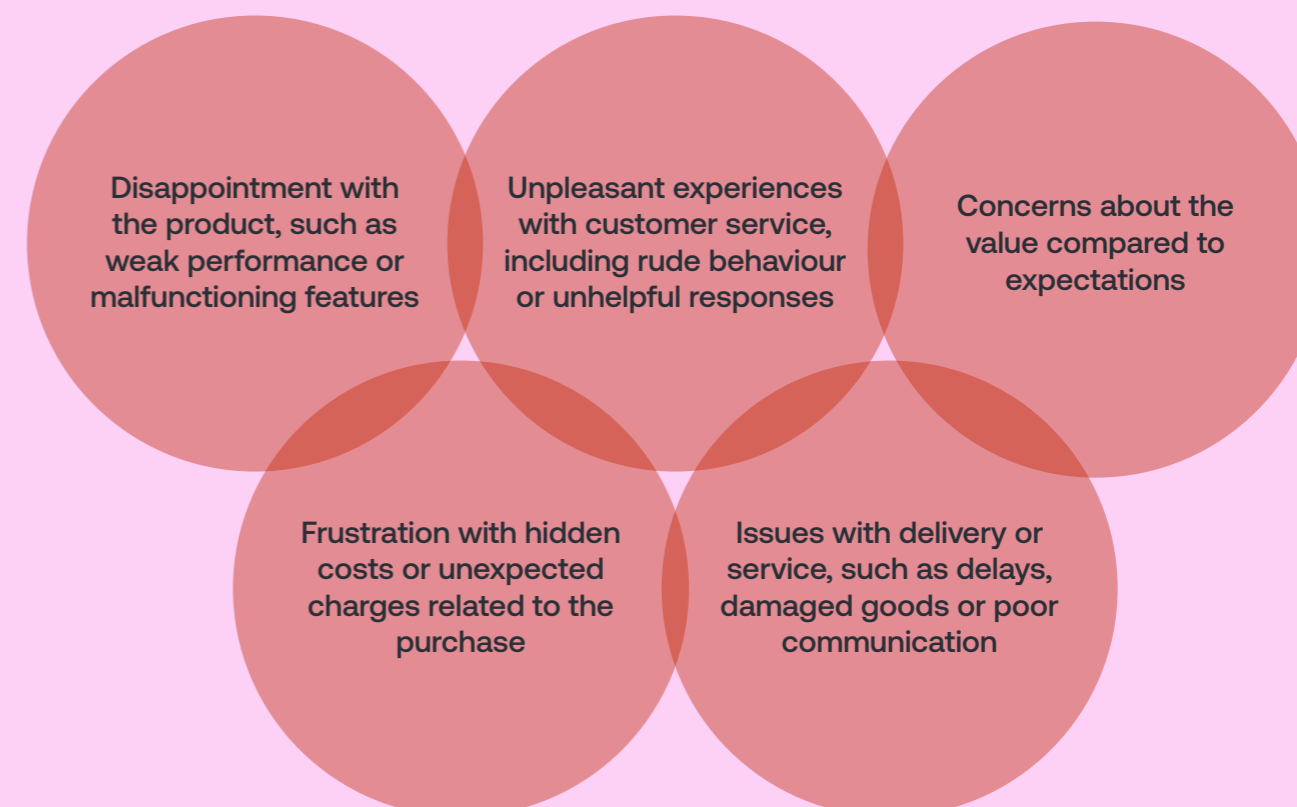 Disappointment with
the product, such as
weak performance or
malfunctioning features
Unpleasant experiences
with customer service,
including rude behaviour
or unhelpful responses
Concerns about the
value compared to
expectations
Frustration with hidden
costs or unexpected
charges related to the
purchase
Issues with delivery or
service, such as delays,
damaged goods or poor
communication